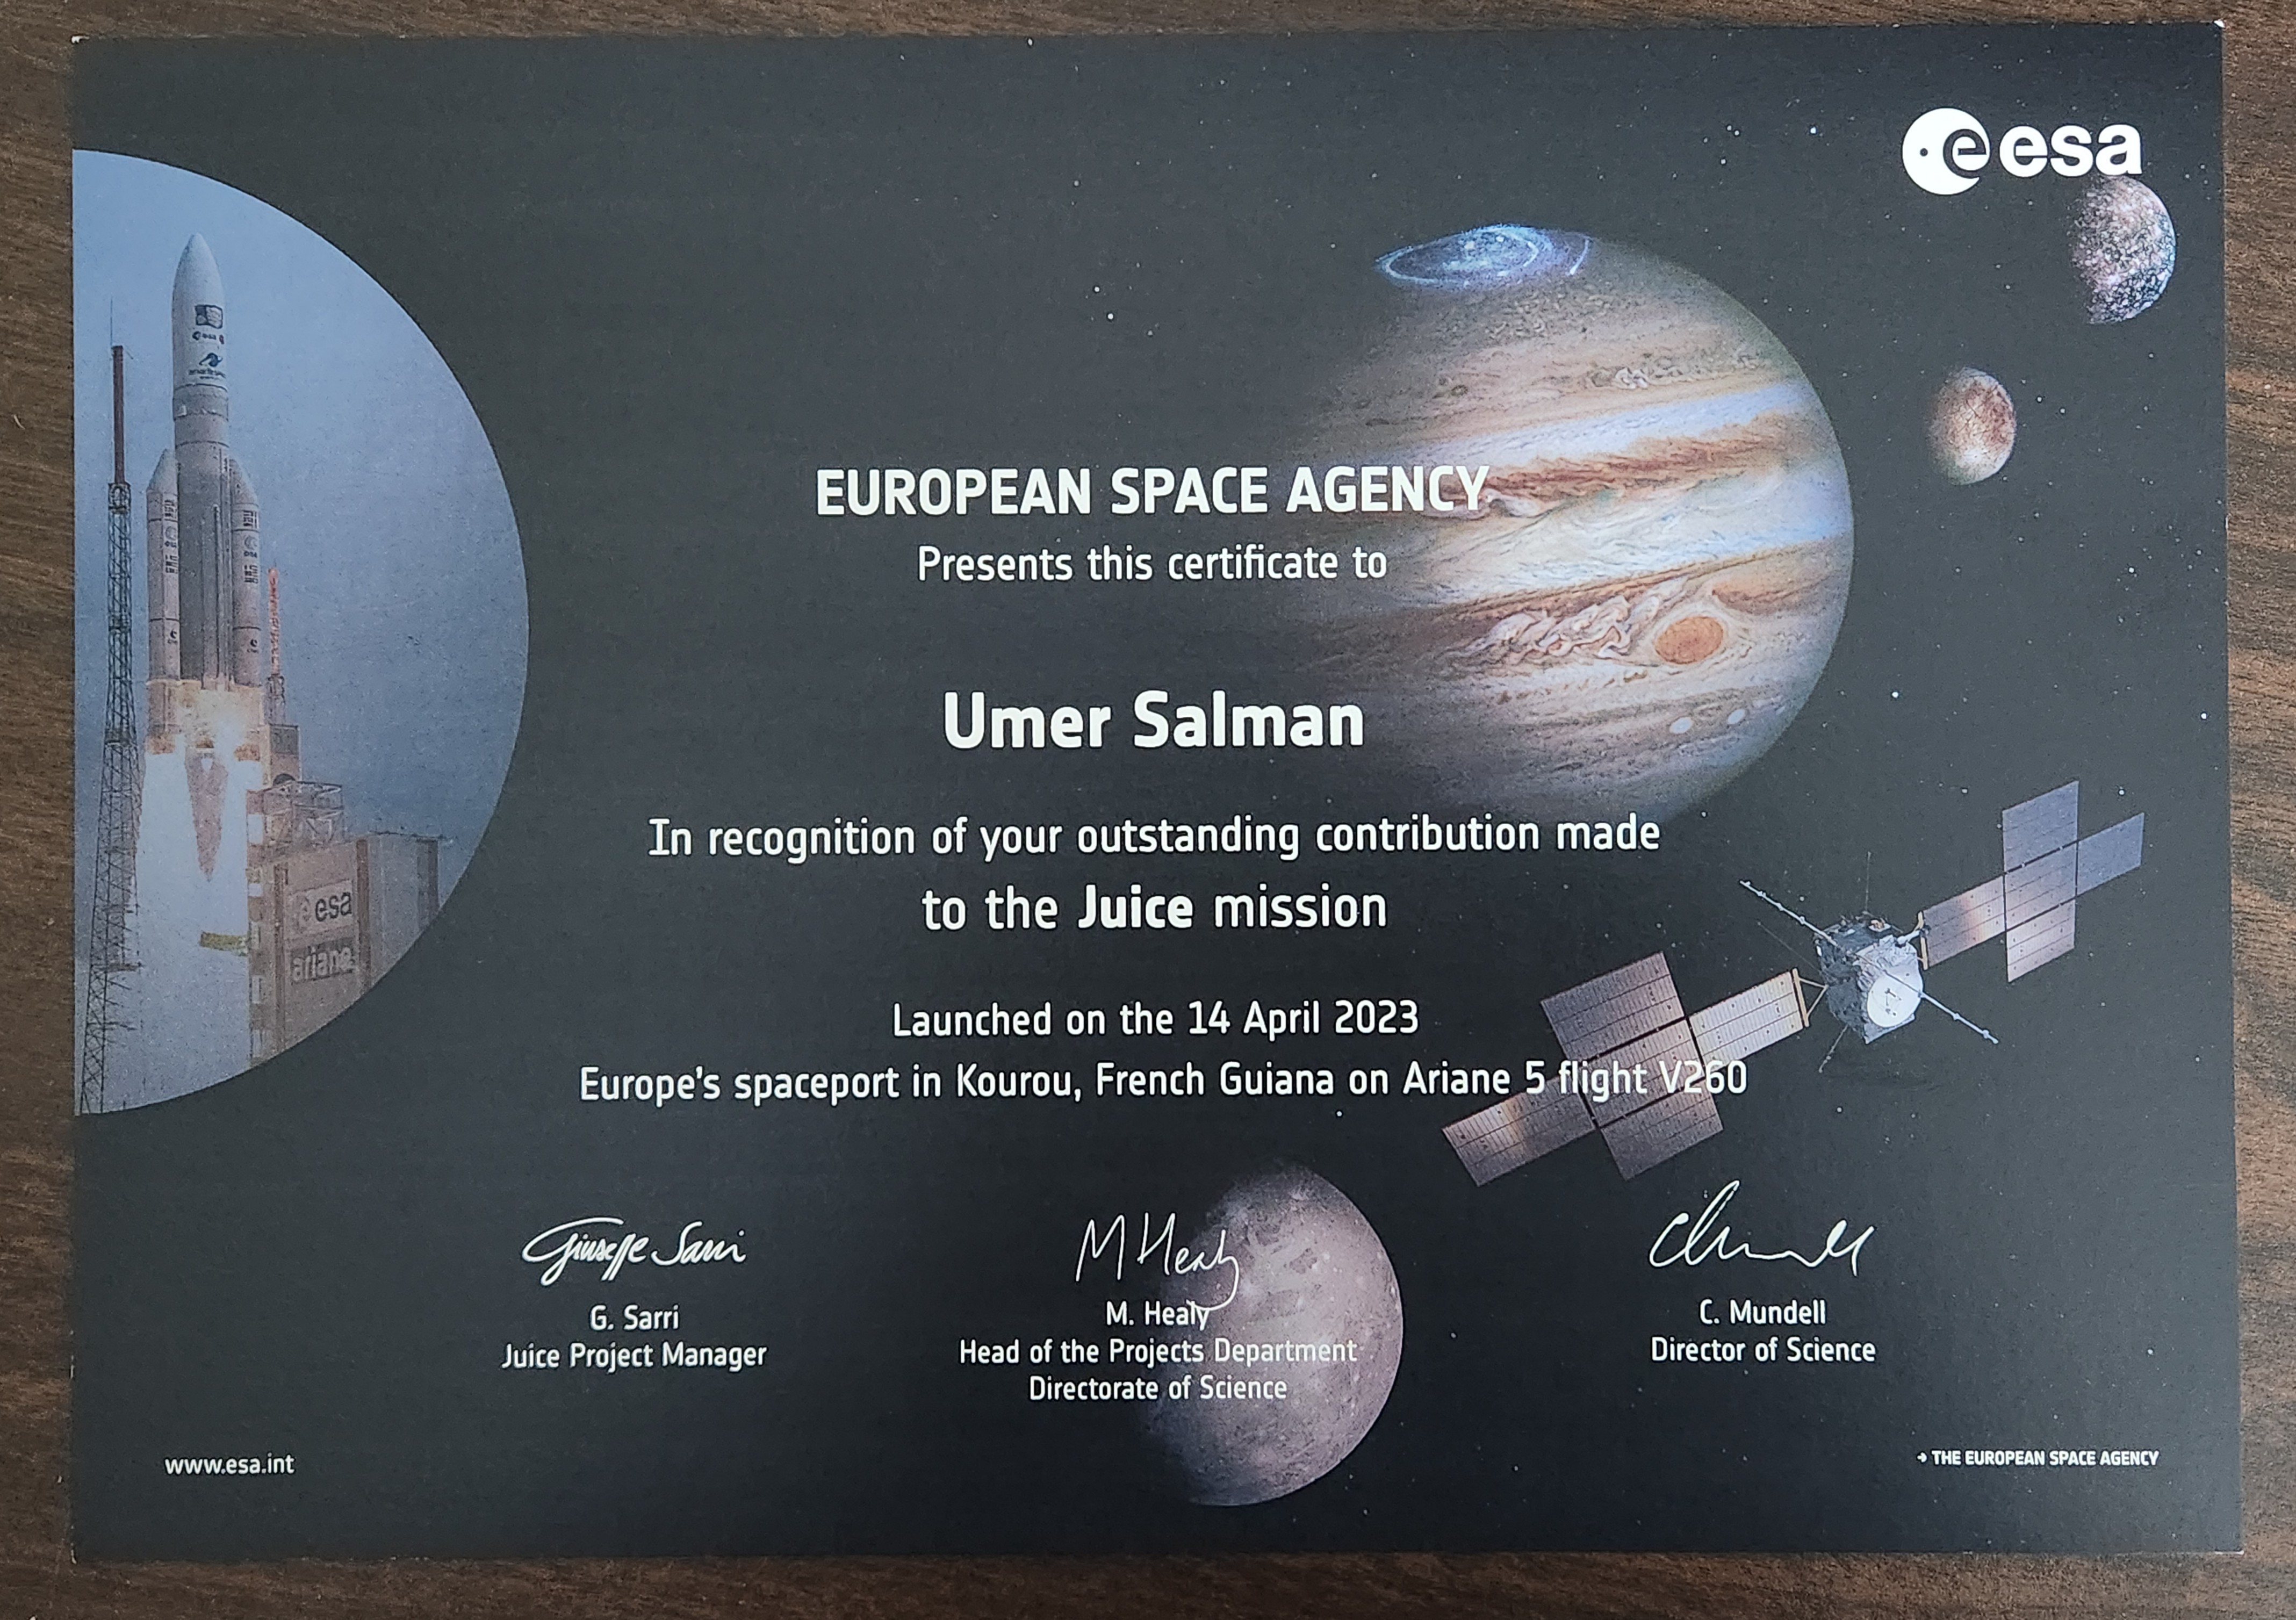 esa
EUROPEAN SPACE AGENCY
Presents this certificate to
Umer Salman
In recognition of your outstanding contribution made
to the Juice mission
Launched on the 14 April 2023
Europe's spaceport in Kourou, French Guiana on Ariane 5 flight V260
esa
ariane
Giuseppe Sarri
M Healy
G. Sarri
Juice Project Manager
M. Healy
Head of the Projects Department
Directorate of Science
C. Mundell
Director of Science
www.esa.int
→ THE EUROPEAN SPACE AGENCY